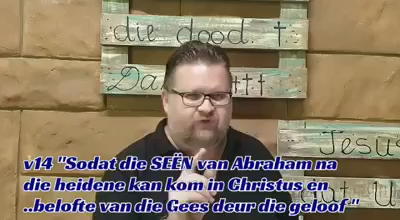 die dood. t
Da
Jesus
v14 "Sodat die SEËN van Abraham na
die heidene kan kom in Christus en
..belofte van die Gees deur die geloof "